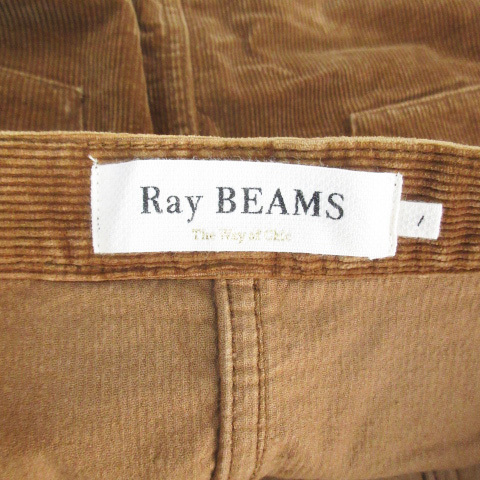 Ray BEAMS
The Way of Chic
1